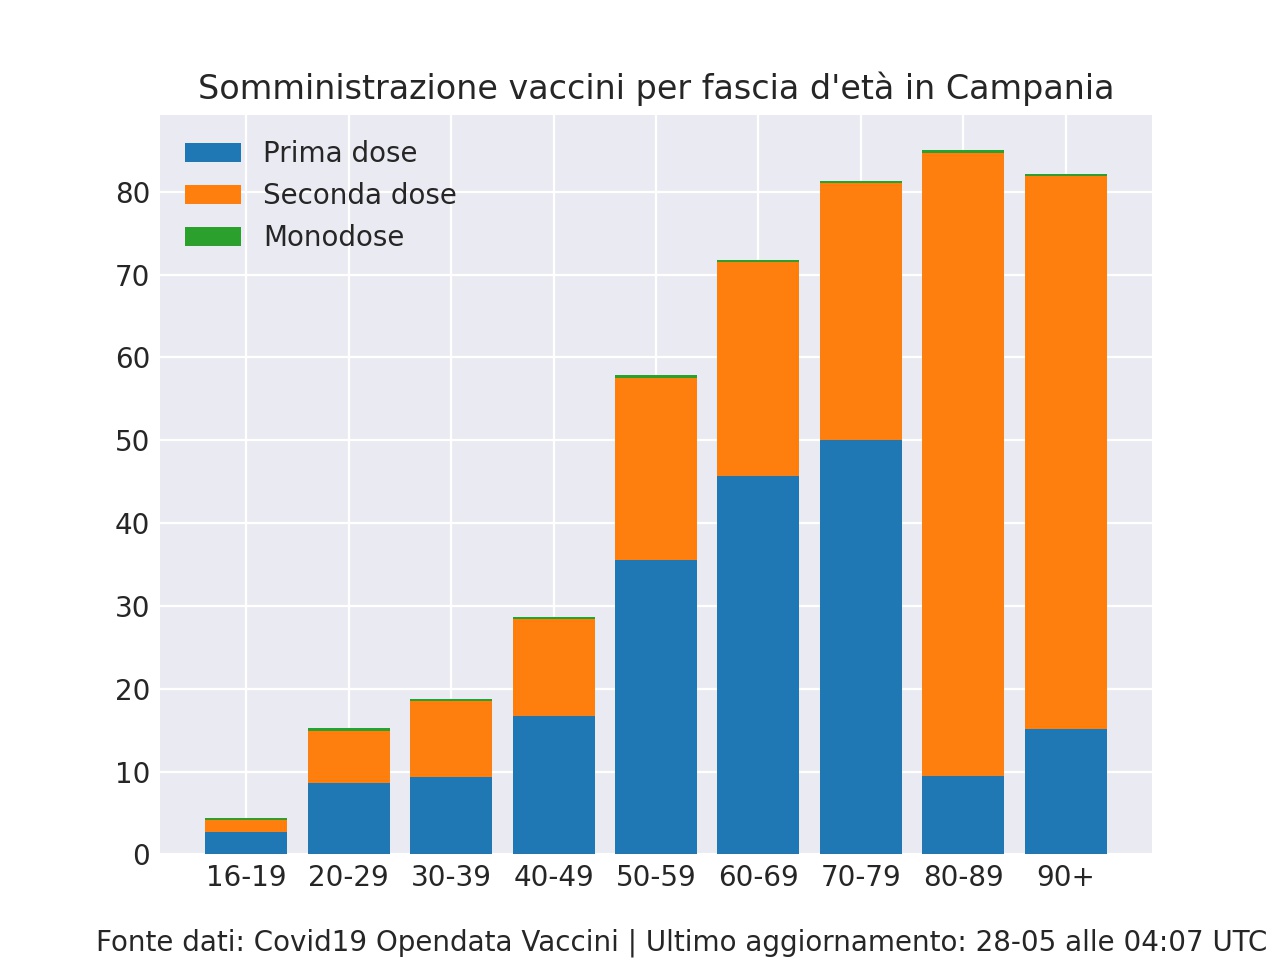 Somministrazione vaccini per fascia d'età in Campania
Prima dose
Seconda dose
Monodose
80
70
60
50
40
30
20
10
0
16-19 20-29 30-39 40-49 50-59 60-69 70-79 80-89 90+
Fonte dati: Covid19 Opendata Vaccini | Ultimo aggiornamento: 28-05 alle 04:07 UTC